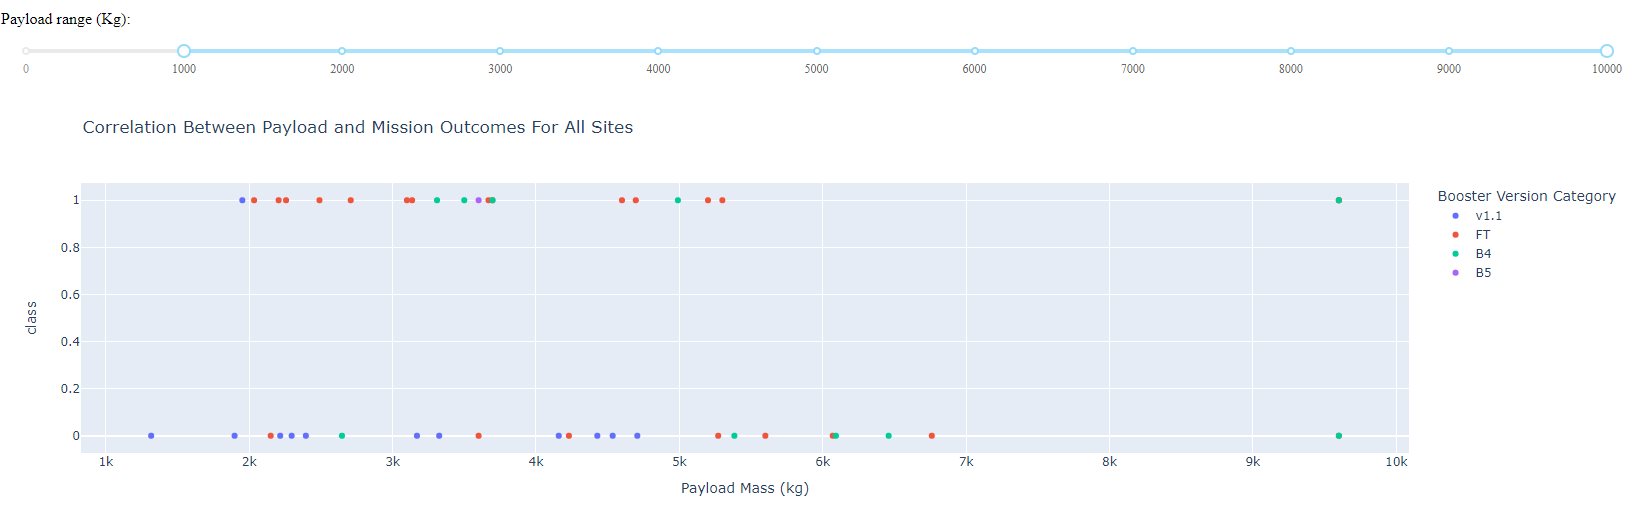 Payload range (Kg):
0 1000 2000 3000 4000 5000 6000 7000 8000 9000 10000
Correlation Between Payload and Mission Outcomes For All Sites
1
0.8
0.6
0.4
0.2
0
class
1k 2k 3k 4k 5k 6k 7k 8k 9k 10k
Payload Mass (kg)
Booster Version Category
v1.1
FT
B4
B5